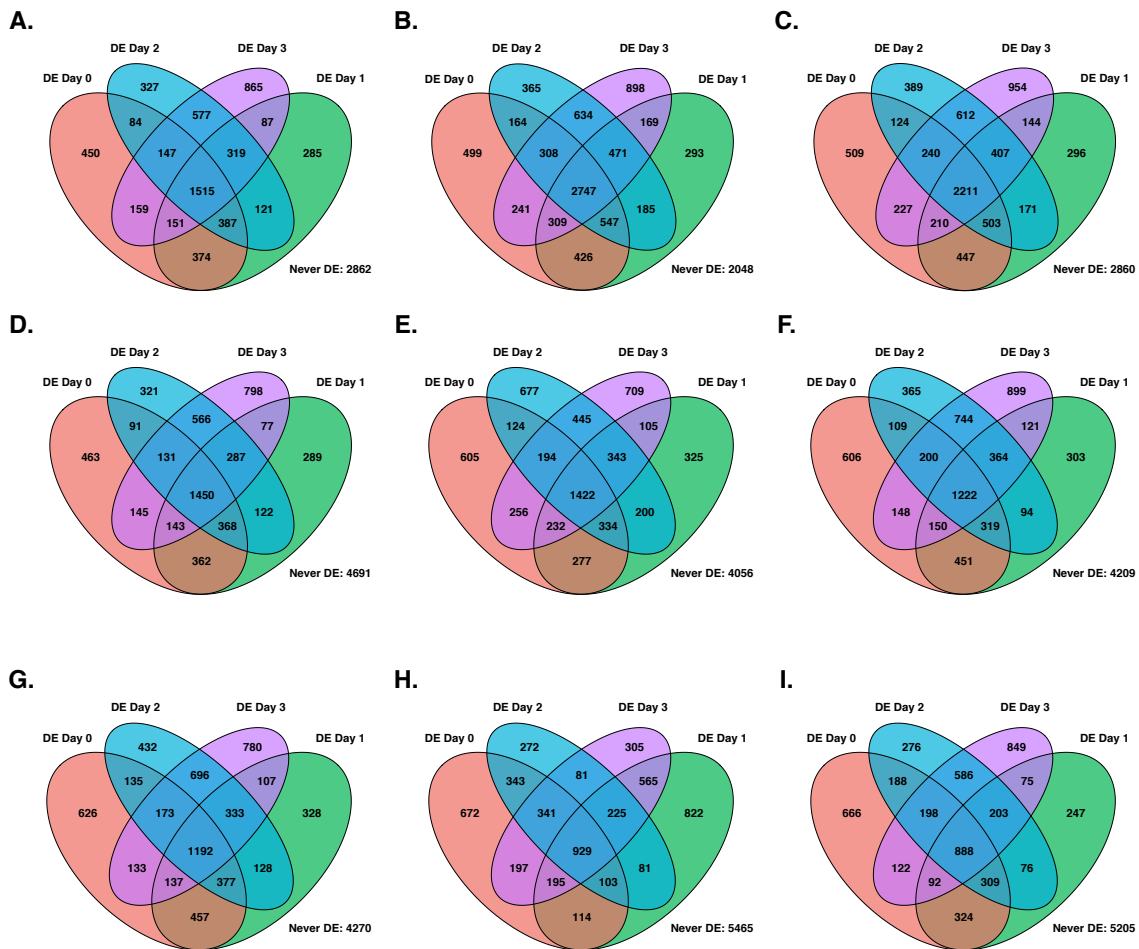 A. B. C.
DE Day 2 DE Day 3 DE Day 2 DE Day 3 DE Day 2 DE Day 3
DE Day 0 DE Day 1 DE Day 0 DE Day 1 DE Day 0 DE Day 1
327 865 365 898 389 954
84 577 87 164 634 169 124 612 144
450 147 319 285 499 308 471 293 509 240 407 296
1515 2747 2211
159 151 387 121 241 309 547 185 227 210 503 171
374 426 447
Never DE: 2862 Never DE: 2048 Never DE: 2860
D. E. F.
DE Day 2 DE Day 3 DE Day 2 DE Day 3 DE Day 2 DE Day 3
DE Day 0 DE Day 1 DE Day 0 DE Day 1 DE Day 0 DE Day 1
321 798 677 709 365 899
91 566 77 124 445 105 109 744 121
463 131 287 289 605 194 343 325 606 200 364 303
1450 1422 1222
145 143 368 122 256 232 334 200 148 150 319 94
362 277 451
Never DE: 4691 Never DE: 4056 Never DE: 4209
G. H. I.
DE Day 2 DE Day 3 DE Day 2 DE Day 3 DE Day 2 DE Day 3
DE Day 0 DE Day 1 DE Day 0 DE Day 1 DE Day 0 DE Day 1
432 780 272 305 276 849
135 696 107 343 81 565 188 586 75
626 173 333 328 672 341 225 822 666 198 203 247
1192 929 888
133 137 377 128 197 195 103 81 122 92 309 76
457 114 324
Never DE: 4270 Never DE: 5465 Never DE: 5205